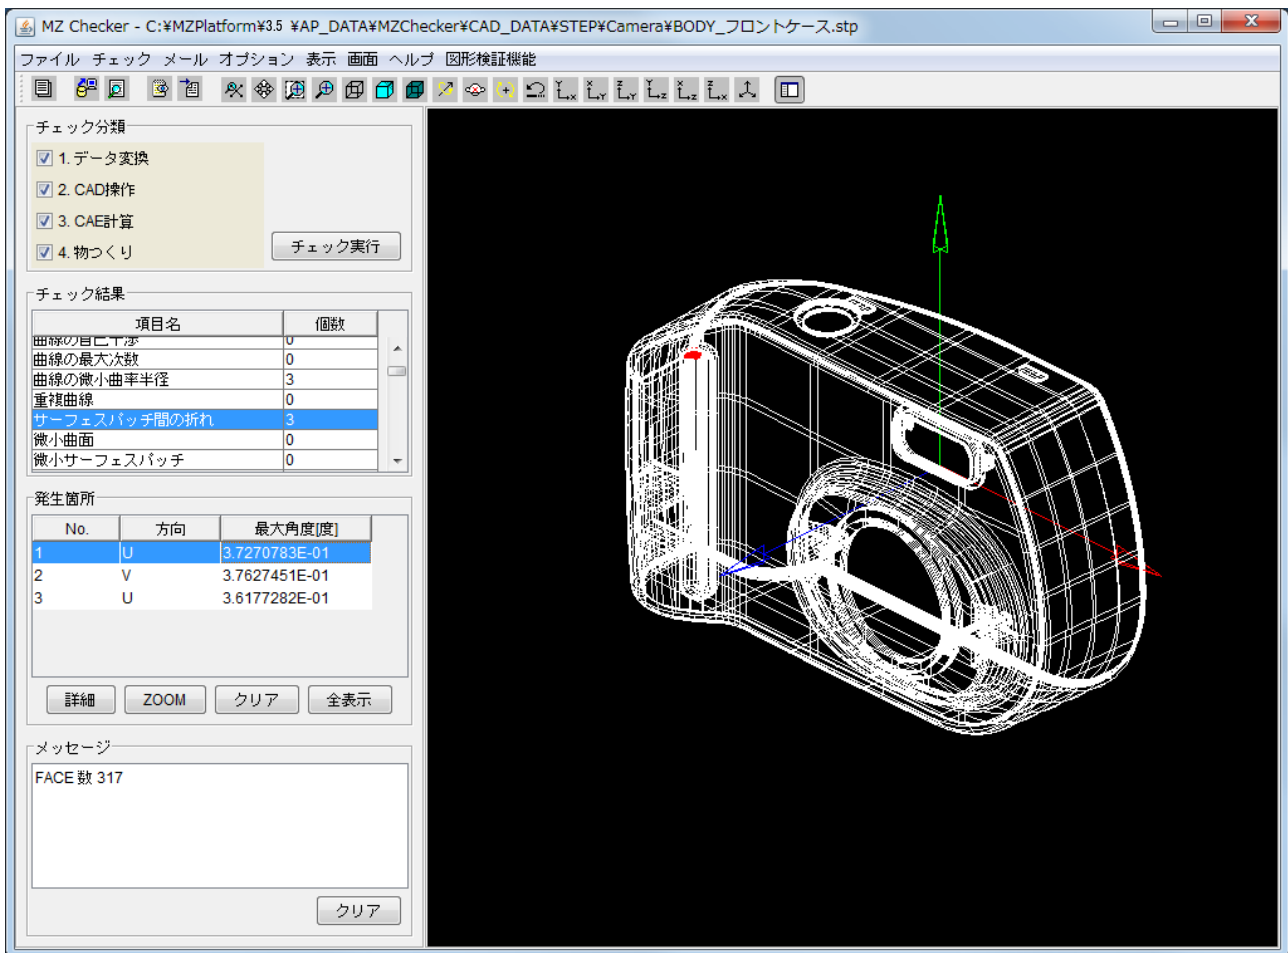 MZ Checker - C:¥MZPlatform¥3.5 ¥AP_DATA¥MZChecker¥CAD_DATA¥STEP¥Camera¥BODY_フロントケース.stp
ファイル チェック メール オプション 表示 画面 ヘルプ 図形検証機能
チェック分類
1. データ変換
2. CAD操作
3. CAE計算
4. 物つくり
チェック実行
チェック結果
項目名 個数
曲線の自己干渉 0
曲線の最大次数 0
曲線の微小曲率半径 3
重複曲線 0
サーフェスパッチ間の折れ 3
微小曲面 0
微小サーフェスパッチ 0
発生箇所
No. 方向 最大角度[度]
1 U 3.7270783E-01
2 V 3.7627451E-01
3 U 3.6177282E-01
詳細 ZOOM クリア 全表示
メッセージ
FACE 数 317
クリア